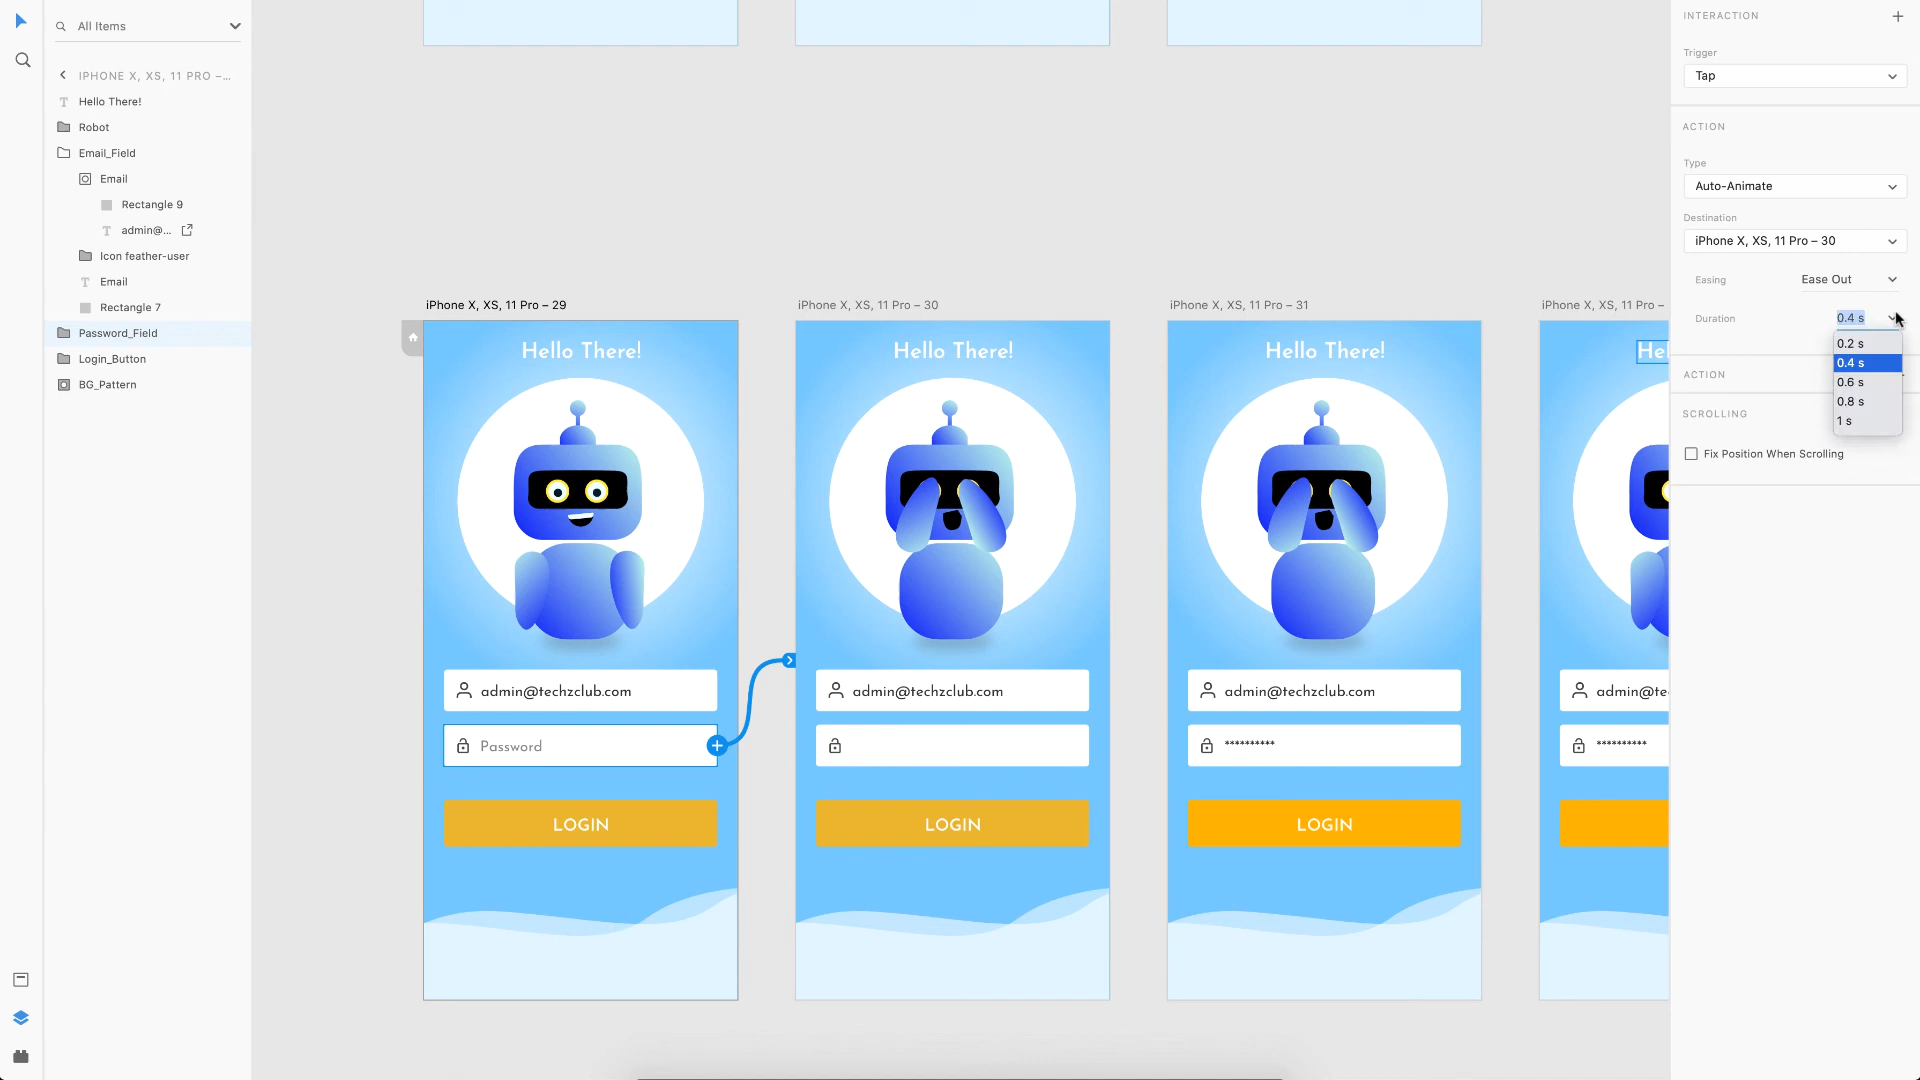 All Items
IPHONE X, XS, 11 PRO –...
Hello There!
Robot
Email_Field
Email
Rectangle 9
admin@...
Icon feather-user
Email
Rectangle 7
Password_Field
Login_Button
BG_Pattern
iPhone X, XS, 11 Pro – 29
Hello There!
admin@techzclub.com
Password
LOGIN
iPhone X, XS, 11 Pro – 30
Hello There!
admin@techzclub.com
LOGIN
iPhone X, XS, 11 Pro – 31
Hello There!
admin@techzclub.com
**********
LOGIN
iPhone X, XS, 11 Pro –
Hel
admin@te
**********
INTERACTION
Trigger
Tap
ACTION
Type
Auto-Animate
Destination
iPhone X, XS, 11 Pro – 30
Easing Ease Out
Duration 0.4 s
0.2 s
0.4 s
0.6 s
0.8 s
1 s
ACTION
SCROLLING
Fix Position When Scrolling